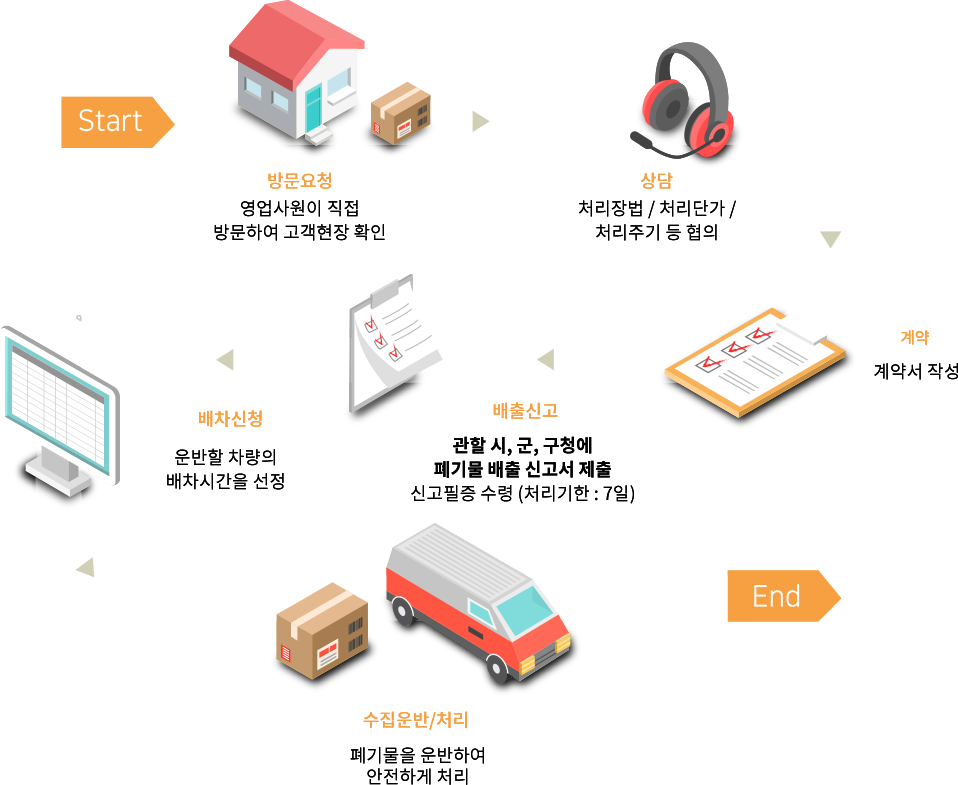 Start
방문요청
영업사원이 직접
방문하여 고객현장 확인
상담
처리장법 / 처리단가 /
처리주기 등 협의
계약
계약서 작성
배출신고
관할 시, 군, 구청에
폐기물 배출 신고서 제출
신고필증 수령 (처리기한 : 7일)
배차신청
운반할 차량의
배차시간을 선정
수집운반/처리
폐기물을 운반하여
안전하게 처리
End